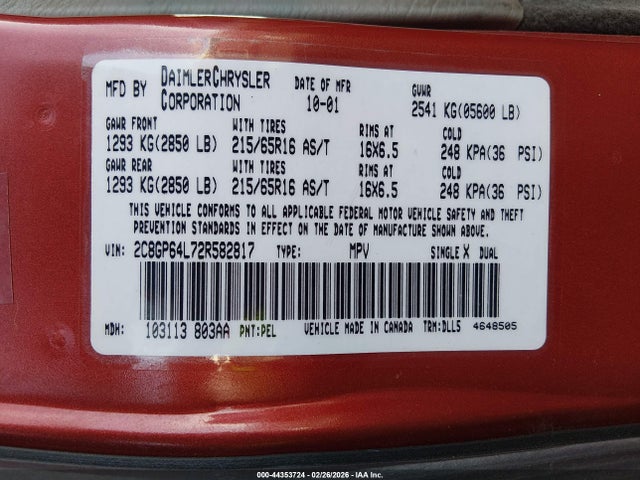 MFD BY DAIMLERCHRYSLER CORPORATION DATE OF MFR 10-01 GVWR 2541 KG(05600 LB)
GAWR FRONT WITH TIRES RIMS AT COLD
1293 KG(2850 LB) 215/65R16 AS/T 16X6.5 248 KPA(36 PSI)
GAWR REAR WITH TIRES RIMS AT COLD
1293 KG(2850 LB) 215/65R16 AS/T 16X6.5 248 KPA(36 PSI)
THIS VEHICLE CONFORMS TO ALL APPLICABLE FEDERAL MOTOR VEHICLE SAFETY AND THEFT
PREVENTION STANDARDS IN EFFECT ON THE DATE OF MANUFACTURE SHOWN ABOVE.
VIN: 2C8GP64L72R582917 TYPE: MPV SINGLE X DUAL
MDH: 103113 803AA PNT:PEL VEHICLE MADE IN CANADA TRM:DLL5 4648505
000-44353724 - 02/26/2026 - IAA Inc.